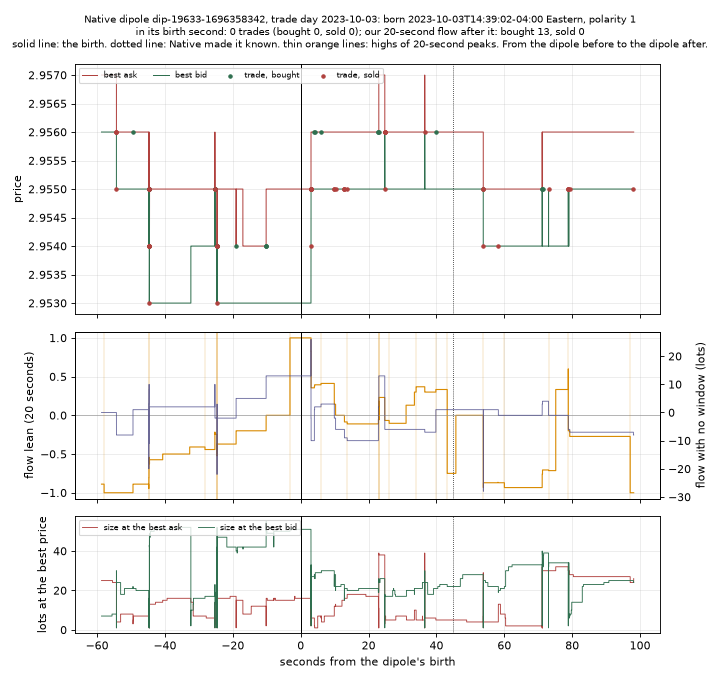 Native dipole dip-19633-1696358342, trade day 2023-10-03: born 2023-10-03T14:39:02-04:00 Eastern, polarity 1
in its birth second: 0 trades (bought 0, sold 0); our 20-second flow after it: bought 13, sold 0
solid line: the birth. dotted line: Native made it known. thin orange lines: highs of 20-second peaks. From the dipole before to the dipole after.
best ask
best bid
trade, bought
trade, sold
2.9570
2.9565
2.9560
2.9555
2.9550
2.9545
2.9540
2.9535
2.9530
price
1.0
0.5
0.0
−0.5
−1.0
flow lean (20 seconds)
20
10
0
−10
−20
−30
flow with no window (lots)
size at the best ask
size at the best bid
40
20
0
lots at the best price
−60
−40
−20
0
20
40
60
80
100
seconds from the dipole's birth